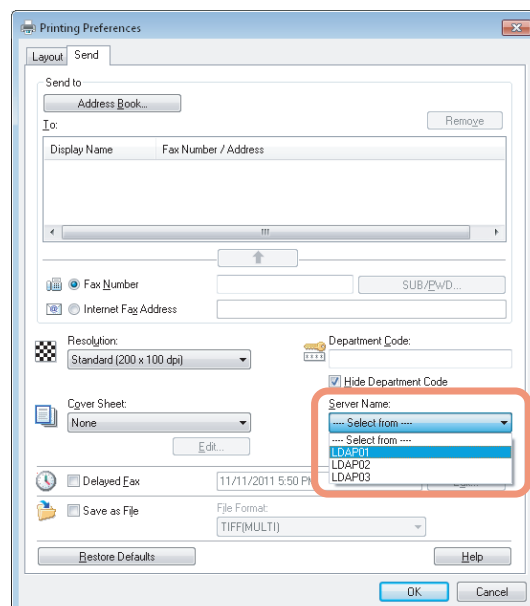 Printing Preferences
Layout Send
Send to
Address Book...
To:
Remove
Display Name Fax Number / Address
Fax Number
SUB/PWD...
Internet Fax Address
Resolution:
Standard (200 x 100 dpi)
Department Code:
Hide Department Code
Cover Sheet:
None
Edit...
Server Name:
---- Select from ----
---- Select from ----
LDAP01
LDAP02
LDAP03
Delayed Fax
11/11/2011 5:50
Save as File
File Format:
TIFF(MULTI)
Restore Defaults
Help
OK
Cancel